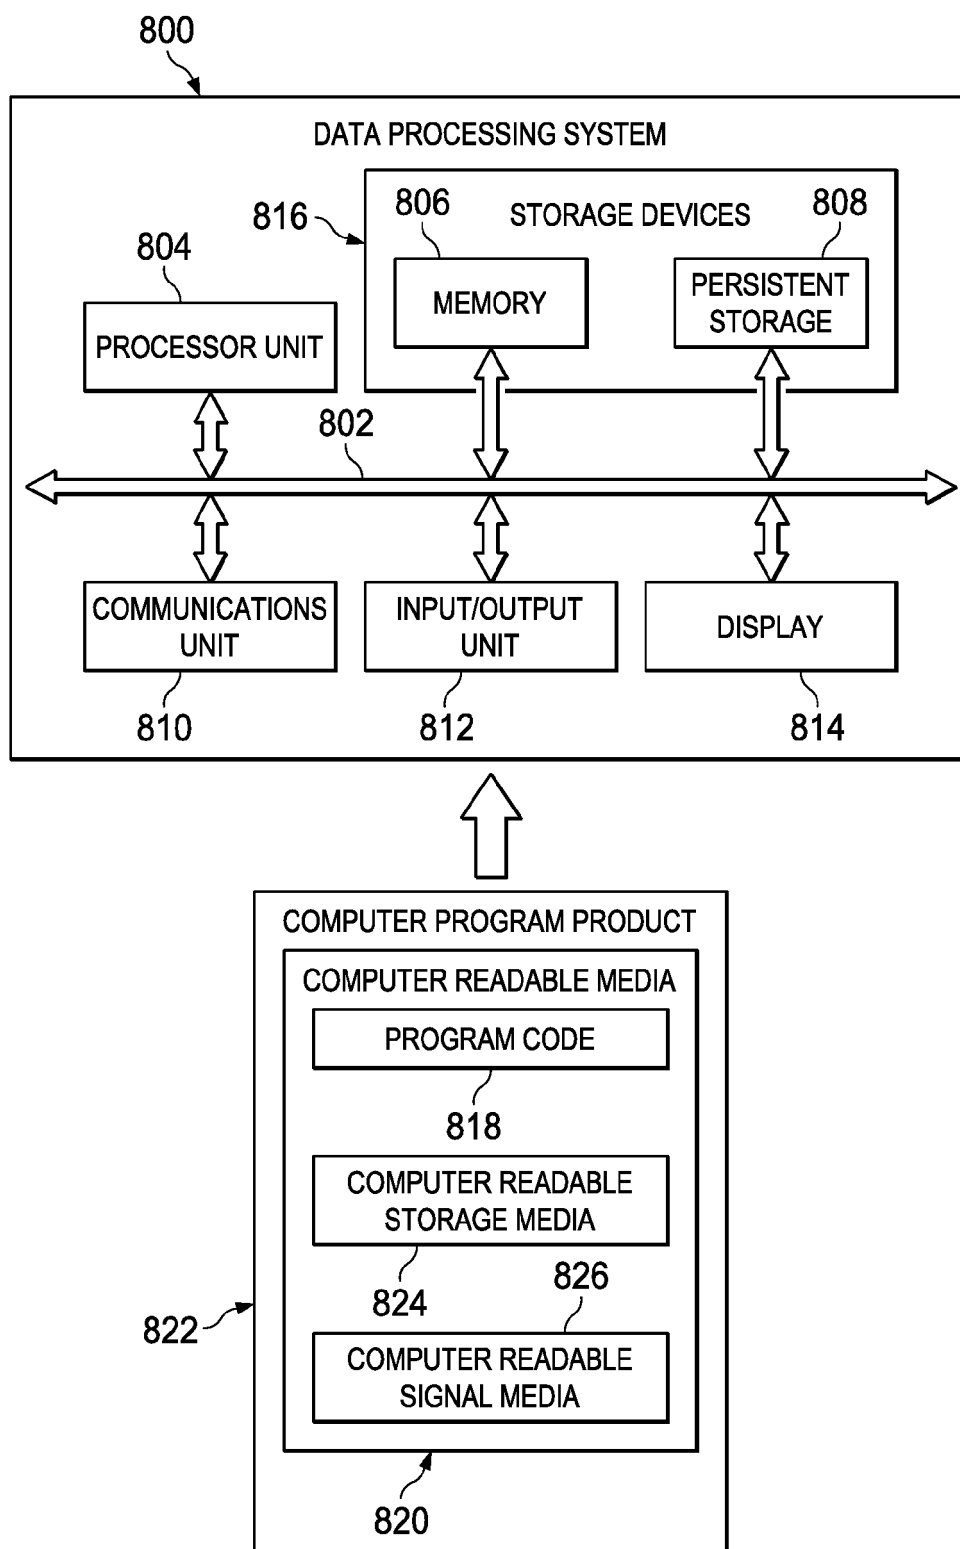 800
DATA PROCESSING SYSTEM
816
806
STORAGE DEVICES
808
804
MEMORY
PERSISTENT
STORAGE
PROCESSOR UNIT
802
COMMUNICATIONS
UNIT
INPUT/OUTPUT
UNIT
DISPLAY
810
812
814
COMPUTER PROGRAM PRODUCT
COMPUTER READABLE MEDIA
PROGRAM CODE
818
COMPUTER READABLE
STORAGE MEDIA
824
826
822
COMPUTER READABLE
SIGNAL MEDIA
820